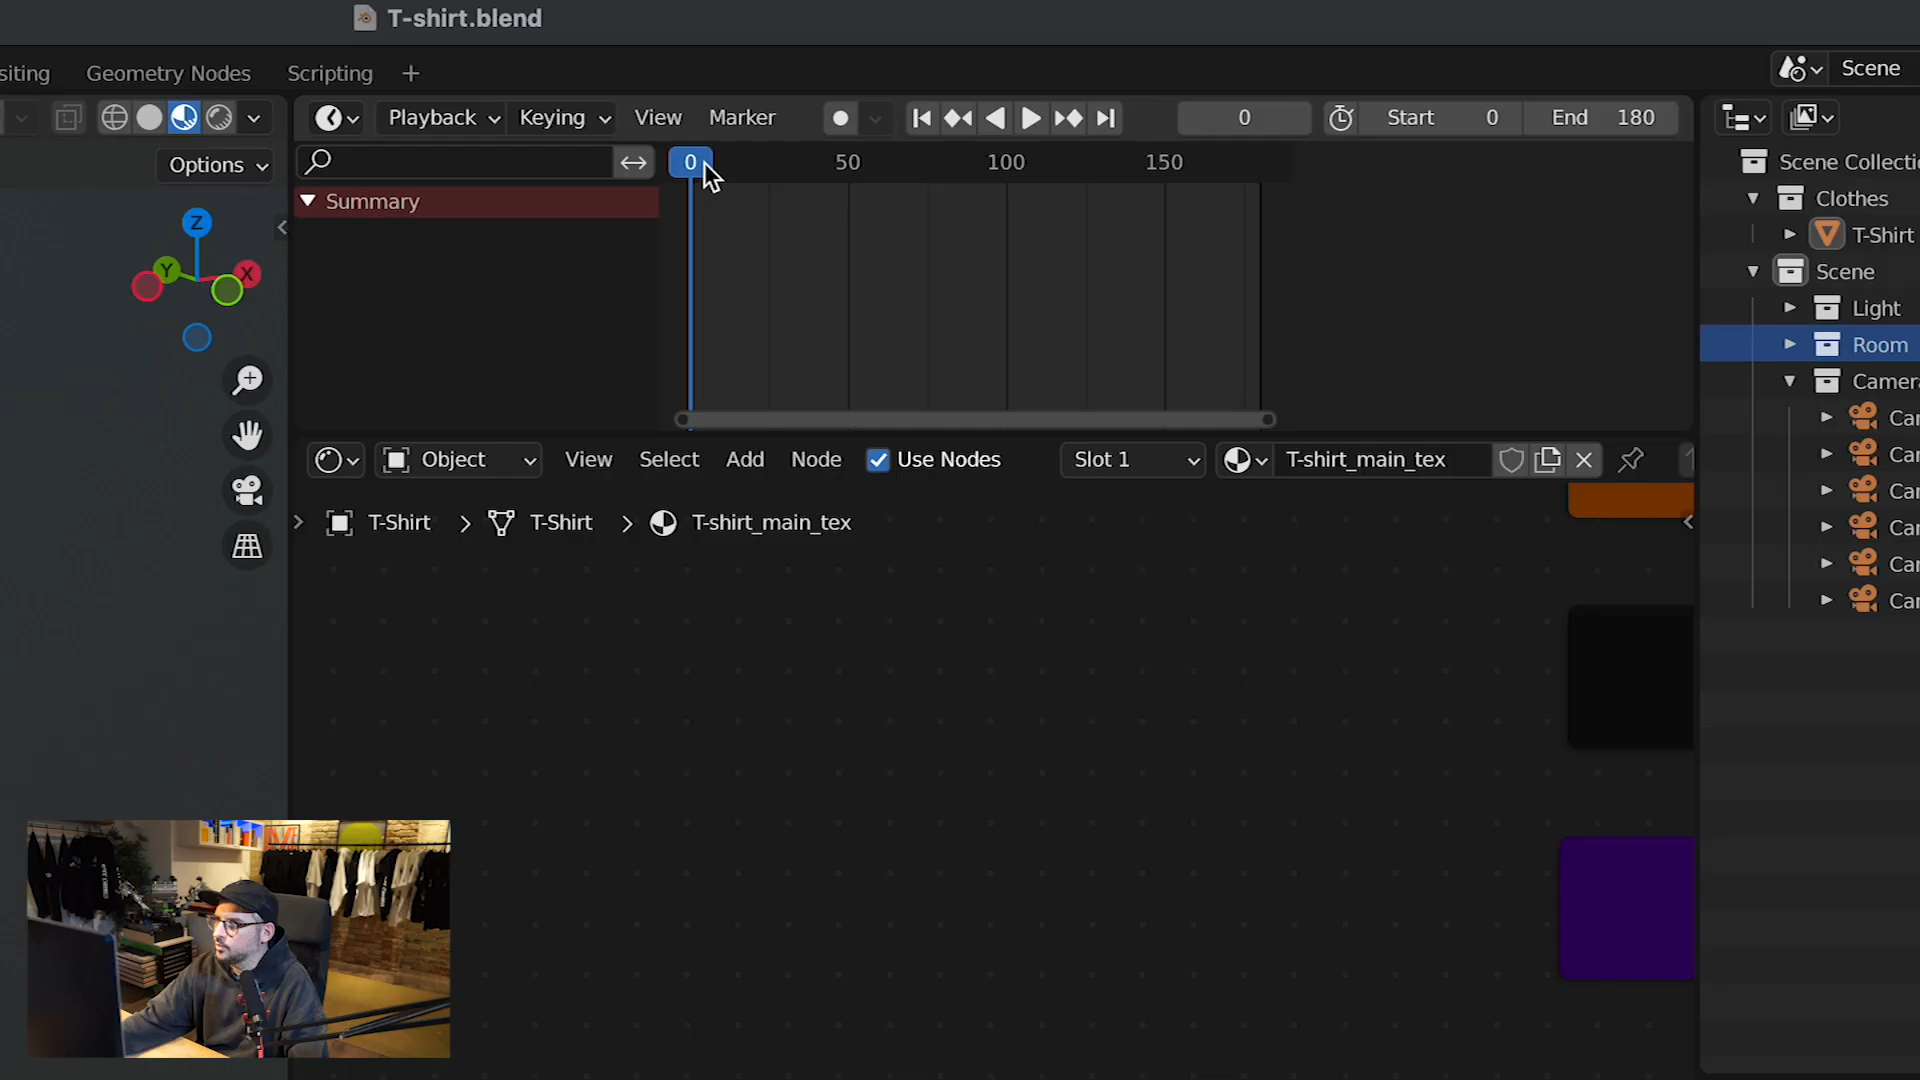 T-shirt.blend
siting Geometry Nodes Scripting +
Scene
Playback Keying View Marker 0 Start 0 End 180
Options
0 50 100 150
Summary
Z
Y
X
Scene Collectio
Clothes
T-Shirt
Scene
Light
Room
Camera
Car
Car
Car
Car
Car
Car
Object View Select Add Node Use Nodes Slot 1 T-shirt_main_tex
T-Shirt > T-Shirt > T-shirt_main_tex